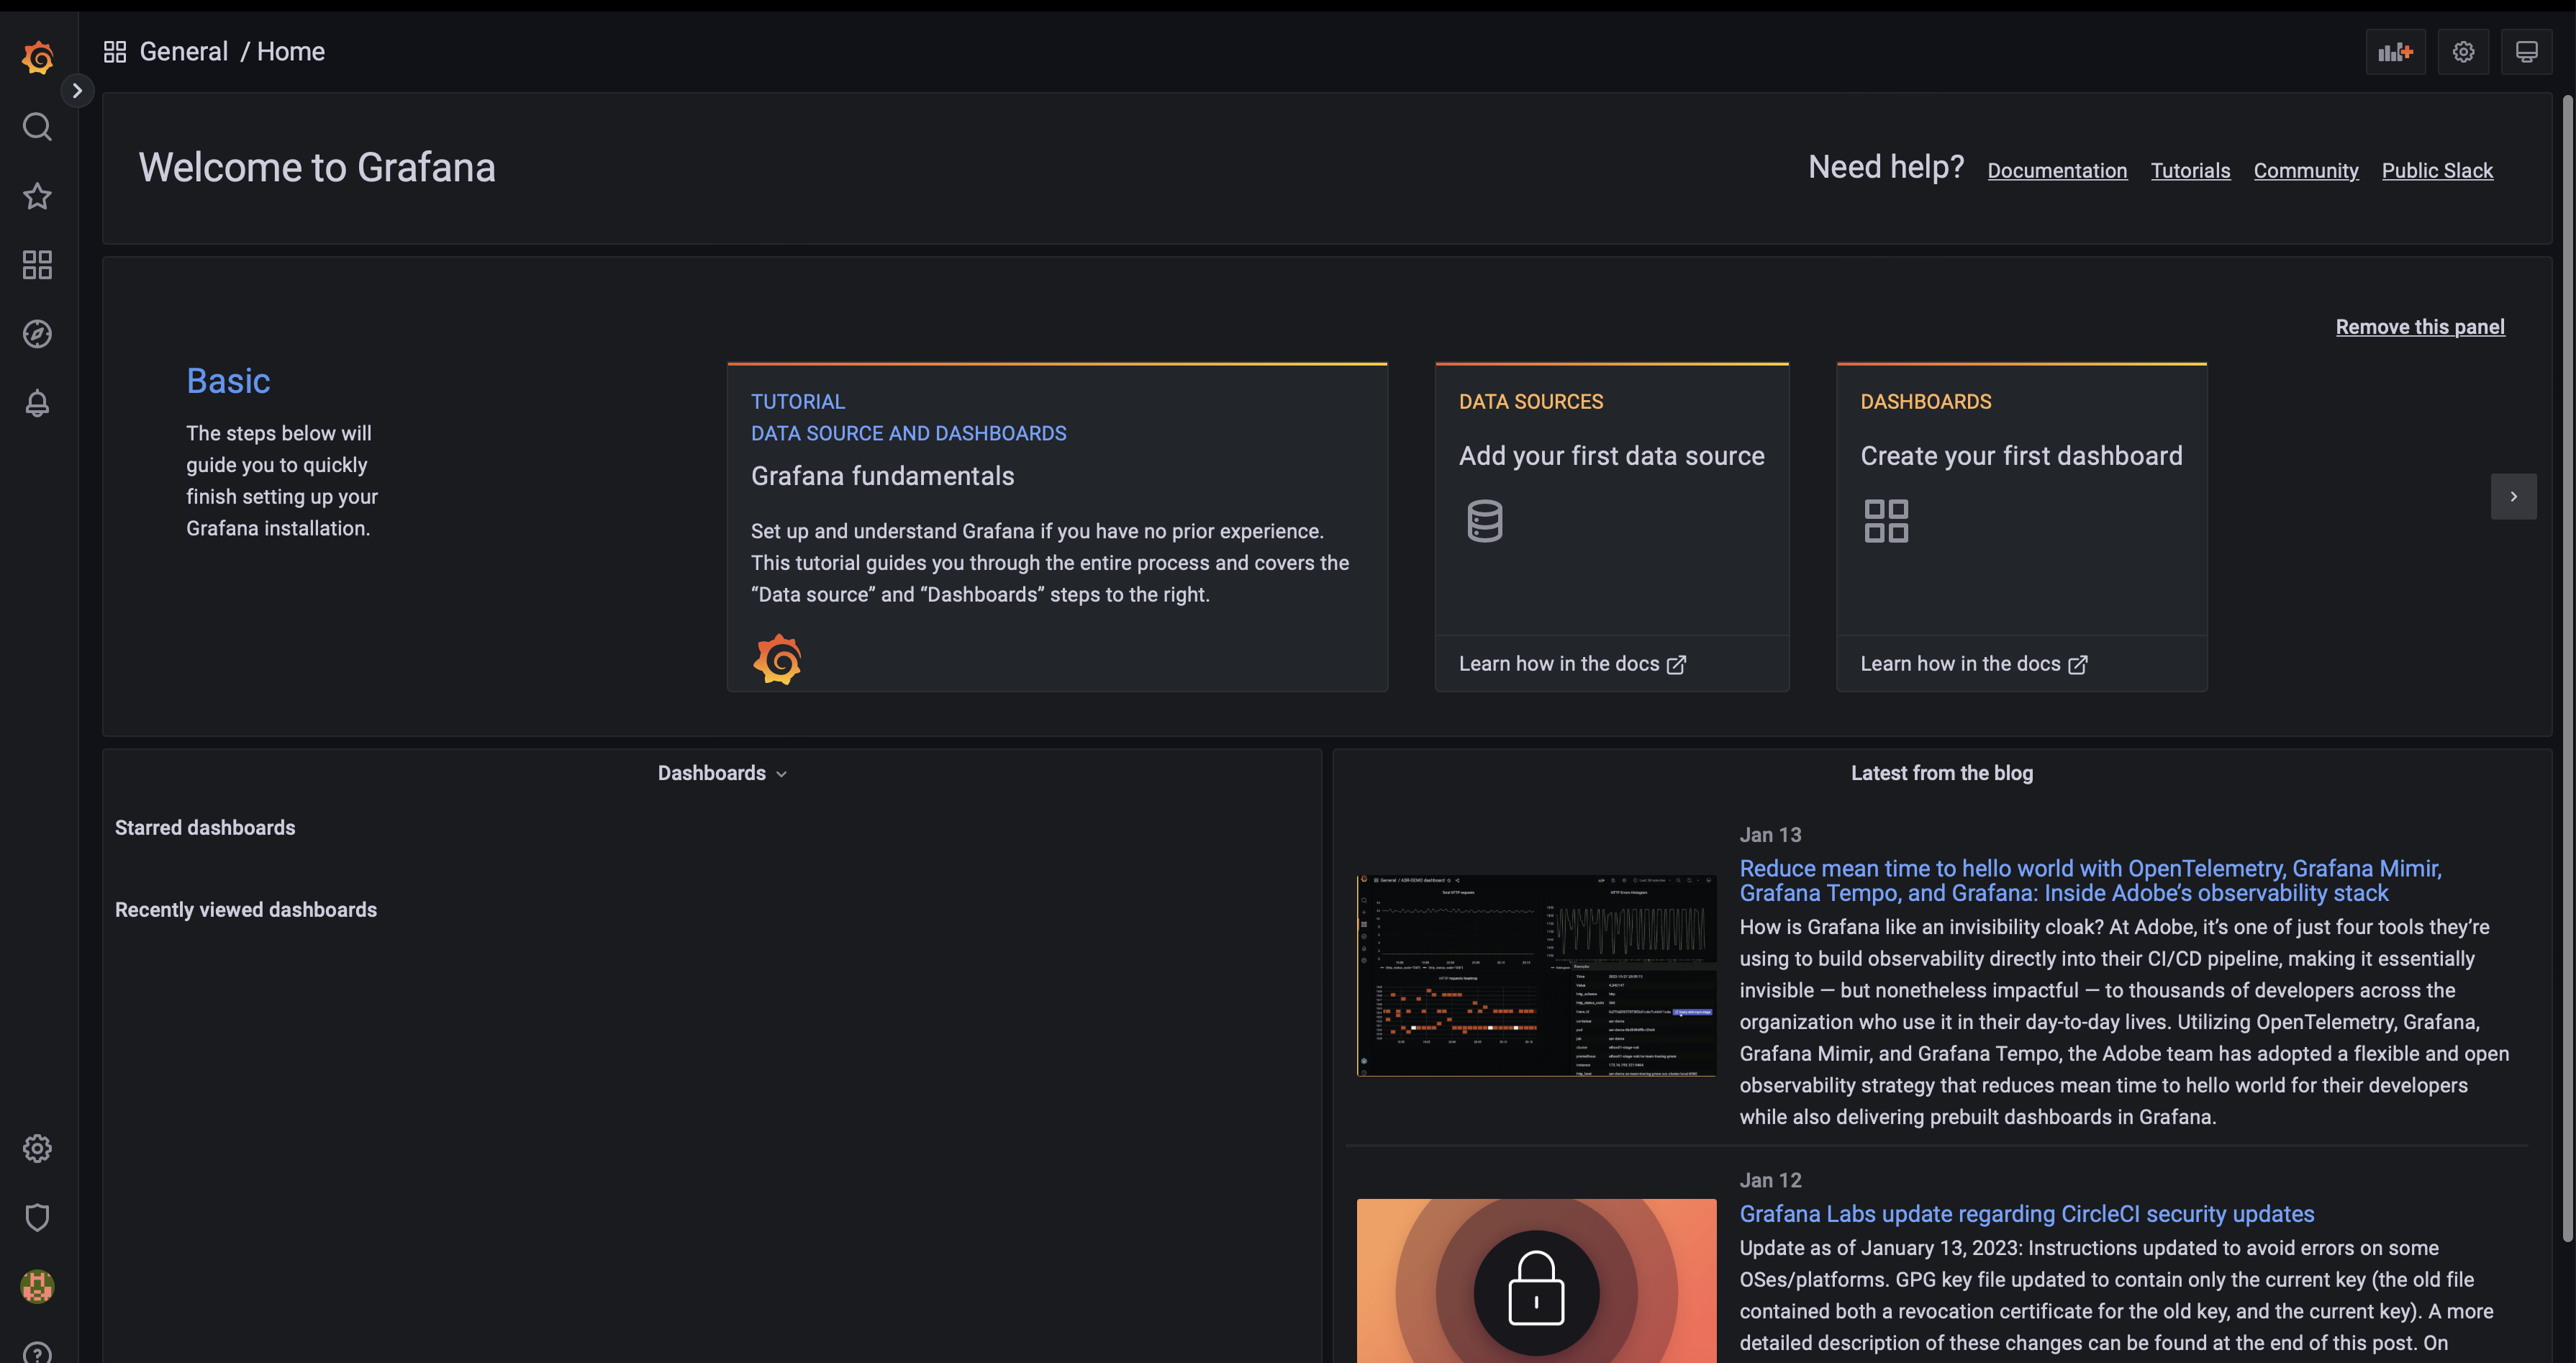 General / Home
Welcome to Grafana
Need help? Documentation Tutorials Community Public Slack
Remove this panel
Basic
The steps below will
guide you to quickly
finish setting up your
Grafana installation.
TUTORIAL
DATA SOURCE AND DASHBOARDS
Grafana fundamentals
Set up and understand Grafana if you have no prior experience.
This tutorial guides you through the entire process and covers the
“Data source” and “Dashboards” steps to the right.
DATA SOURCES
Add your first data source
Learn how in the docs
DASHBOARDS
Create your first dashboard
Learn how in the docs
Dashboards
Starred dashboards
Recently viewed dashboards
Latest from the blog
General / ASR-DEMO dashboard
Total HTTP requests
HTTP Errors Histogram
HTTP requests heatmap
Jan 13
Reduce mean time to hello world with OpenTelemetry, Grafana Mimir,
Grafana Tempo, and Grafana: Inside Adobe’s observability stack
How is Grafana like an invisibility cloak? At Adobe, it’s one of just four tools they’re
using to build observability directly into their CI/CD pipeline, making it essentially
invisible — but nonetheless impactful — to thousands of developers across the
organization who use it in their day-to-day lives. Utilizing OpenTelemetry, Grafana,
Grafana Mimir, and Grafana Tempo, the Adobe team has adopted a flexible and open
observability strategy that reduces mean time to hello world for their developers
while also delivering prebuilt dashboards in Grafana.
Jan 12
Grafana Labs update regarding CircleCI security updates
Update as of January 13, 2023: Instructions updated to avoid errors on some
OSes/platforms. GPG key file updated to contain only the current key (the old file
contained both a revocation certificate for the old key, and the current key). A more
detailed description of these changes can be found at the end of this post. On